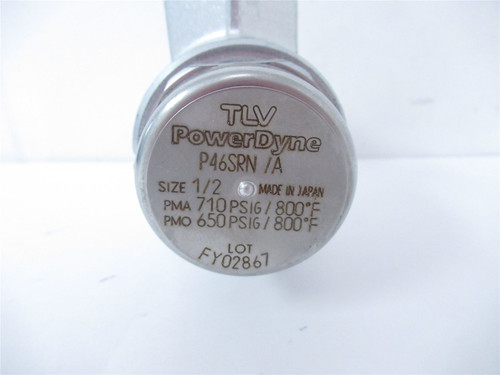 TLV
PowerDyne
P46SRN /A
SIZE 1/2 MADE IN JAPAN
PMA 710 PSIG/800°F
PMO 650 PSIG/800°F
LOT
FY02867